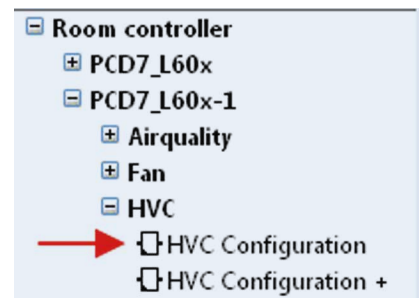 Room controller
PCD7_L60x
PCD7_L60x-1
Airquality
Fan
HVC
HVC Configuration
HVC Configuration +